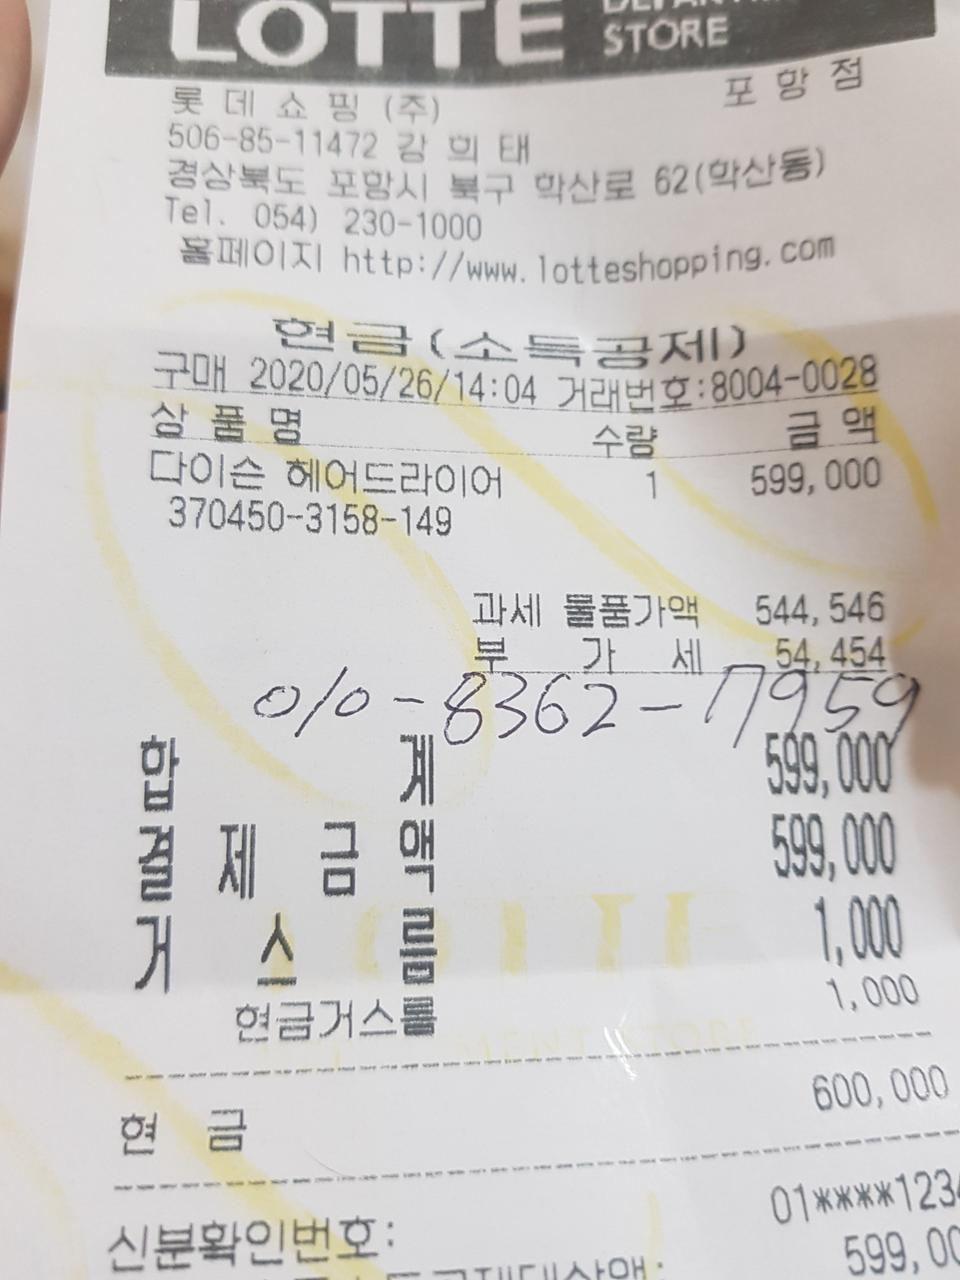 LOTTE DEPARTMENT STORE
포 항 점
롯 데 쇼 핑 (주)
506-85-11472 강 희 태
경상북도 포항시 북구 학산로 62(학산동)
Tel. 054) 230-1000
홈페이지 http://www.lotteshopping.com
현금(소득공제)
구매 2020/05/26/14:04 거래번호:8004-0028
상 품 명 수량 금 액
다이슨 헤어드라이어 1 599,000
370450-3158-149
과세 물품가액 544,546
부 가 세 54,454
010-8362-7959
합 계 599,000
결 제 금 액 599,000
거 스 름 1,000
현금거스름 1,000
현 금 600,000
신분확인번호: 01****1234
599,00